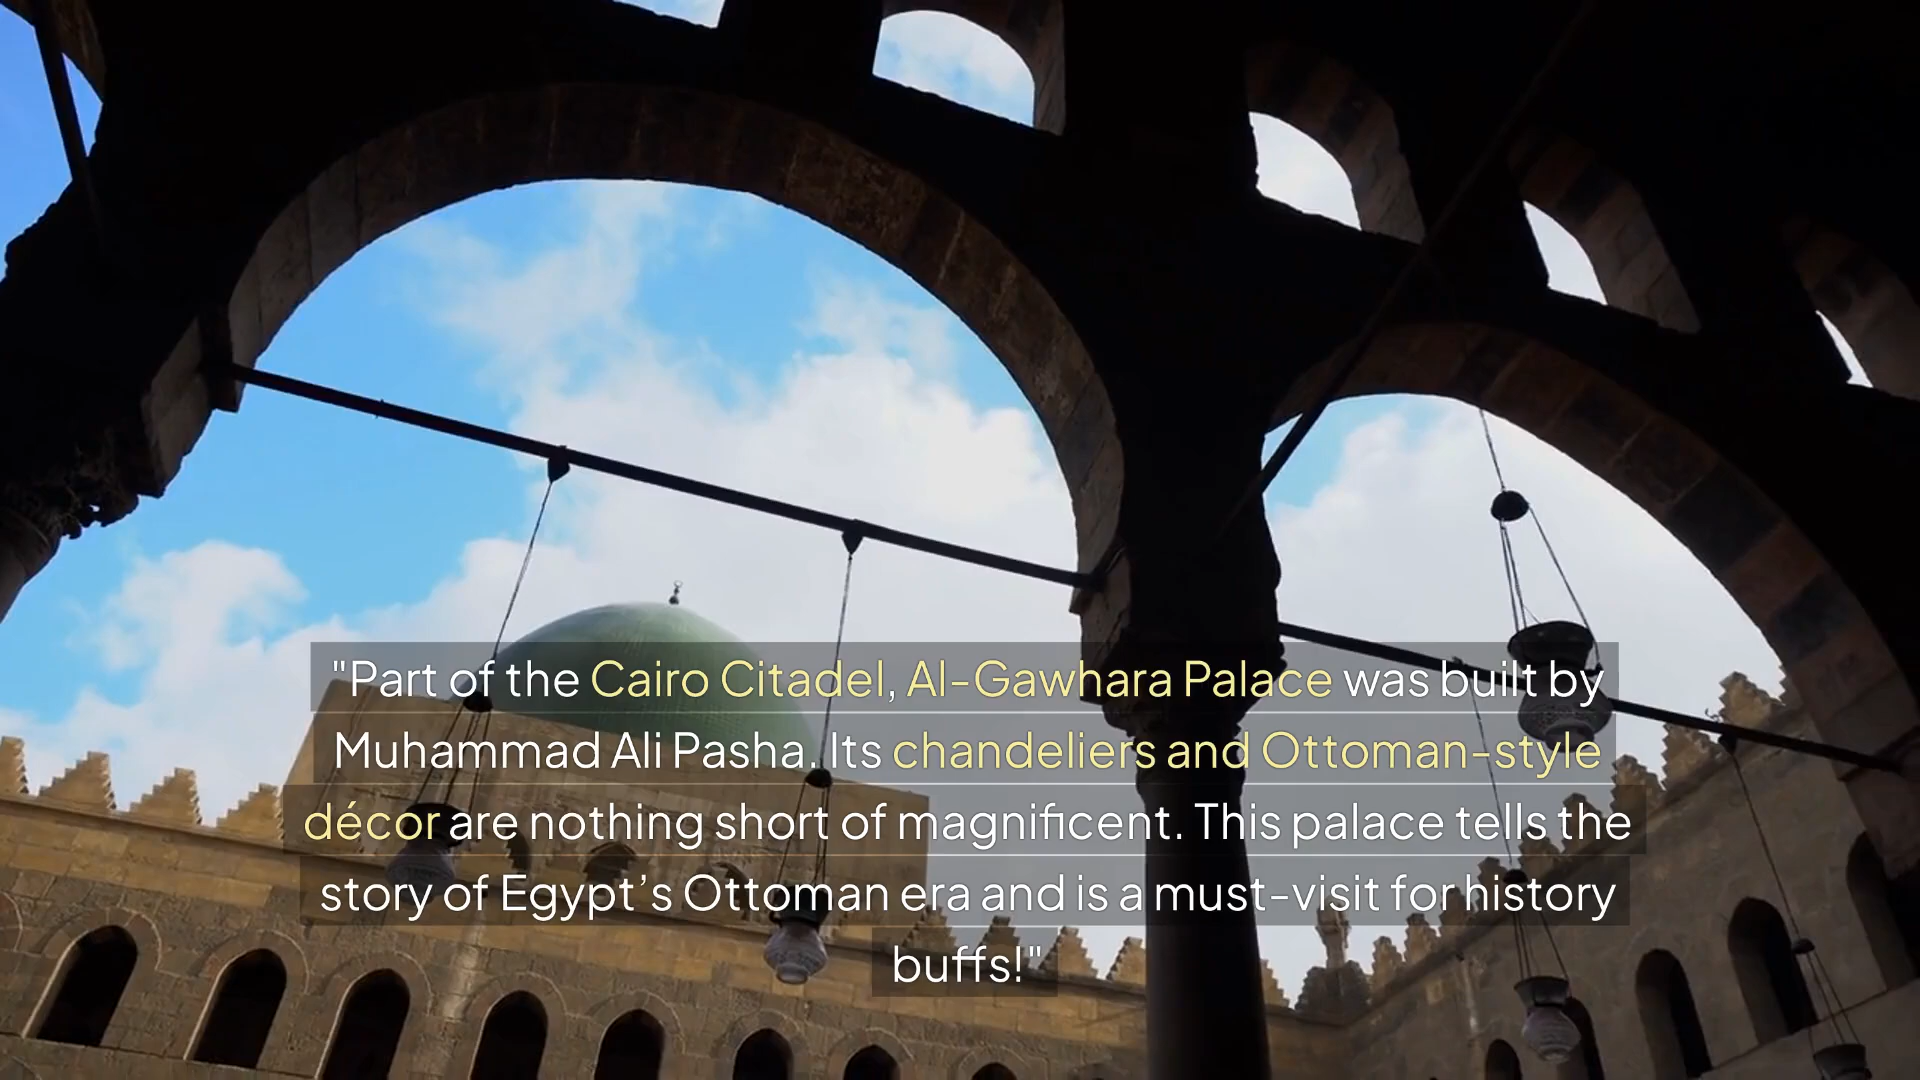 "Part of the Cairo Citadel, Al-Gawhara Palace was built by
Muhammad Ali Pasha. Its chandeliers and Ottoman-style
décor are nothing short of magnificent. This palace tells the
story of Egypt’s Ottoman era and is a must-visit for history
buffs!"